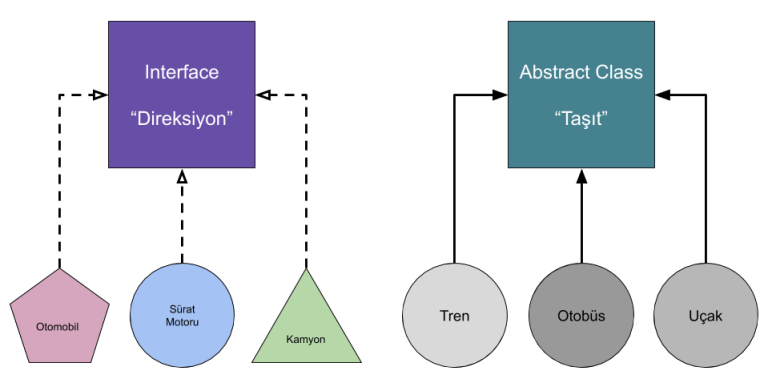 Interface
“Direksiyon”
Abstract Class
“Taşıt”
Otomobil
Sürat
Motoru
Kamyon
Tren
Otobüs
Uçak